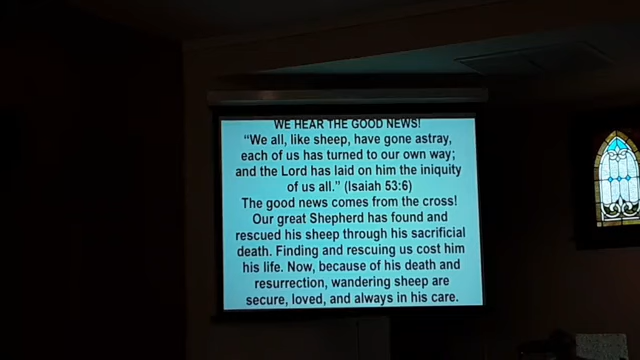 WE HEAR THE GOOD NEWS!
“We all, like sheep, have gone astray,
each of us has turned to our own way;
and the Lord has laid on him the iniquity
of us all.” (Isaiah 53:6)
The good news comes from the cross!
Our great Shepherd has found and
rescued his sheep through his sacrificial
death. Finding and rescuing us cost him
his life. Now, because of his death and
resurrection, wandering sheep are
secure, loved, and always in his care.